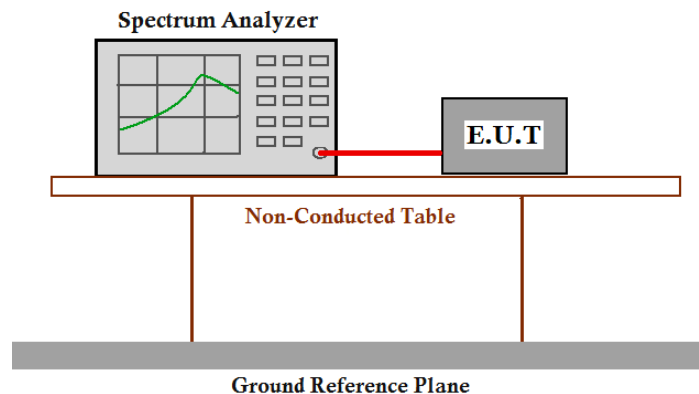 Spectrum Analyzer
E.U.T
Non-Conducted Table
Ground Reference Plane